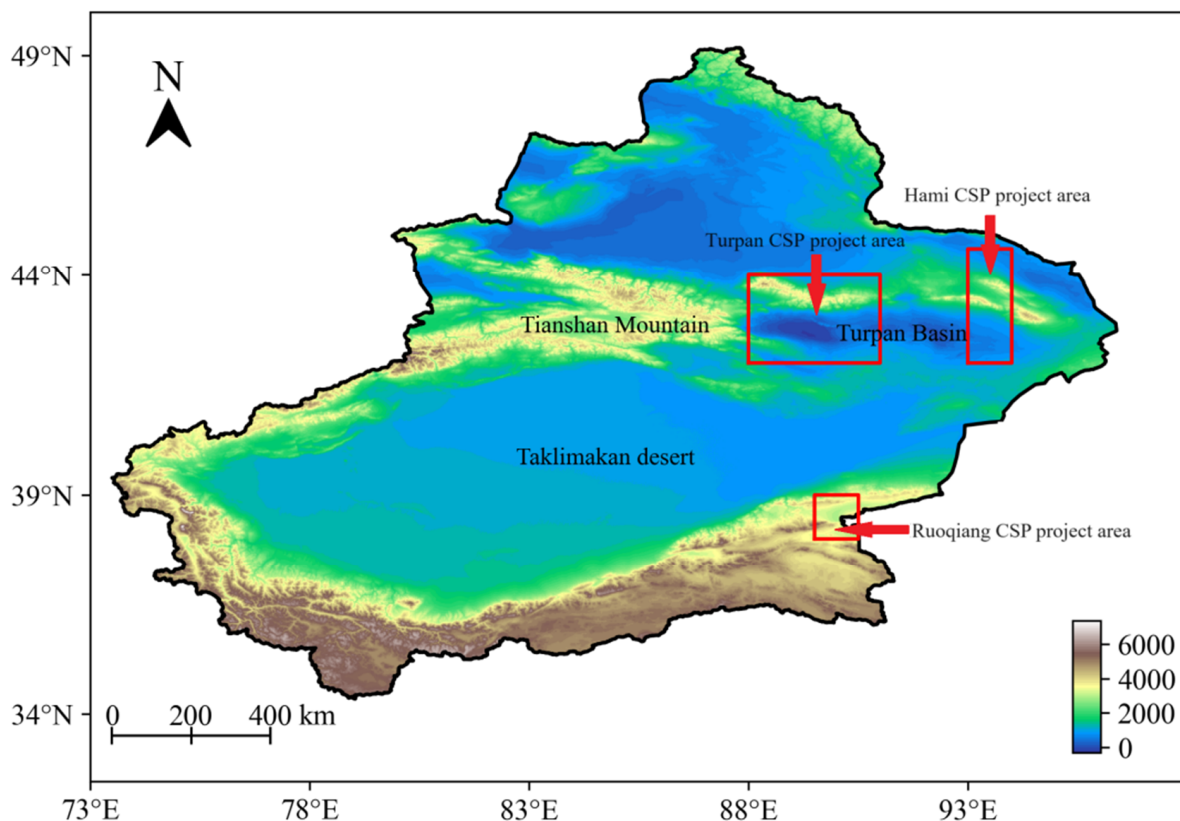 49°N
N
Hami CSP project area
Turpan CSP project area
44°N
Tianshan Mountain
Turpan Basin
Taklimakan desert
39°N
Ruoqiang CSP project area
6000
4000
2000
0
34°N
0 200 400 km
73°E 78°E 83°E 88°E 93°E